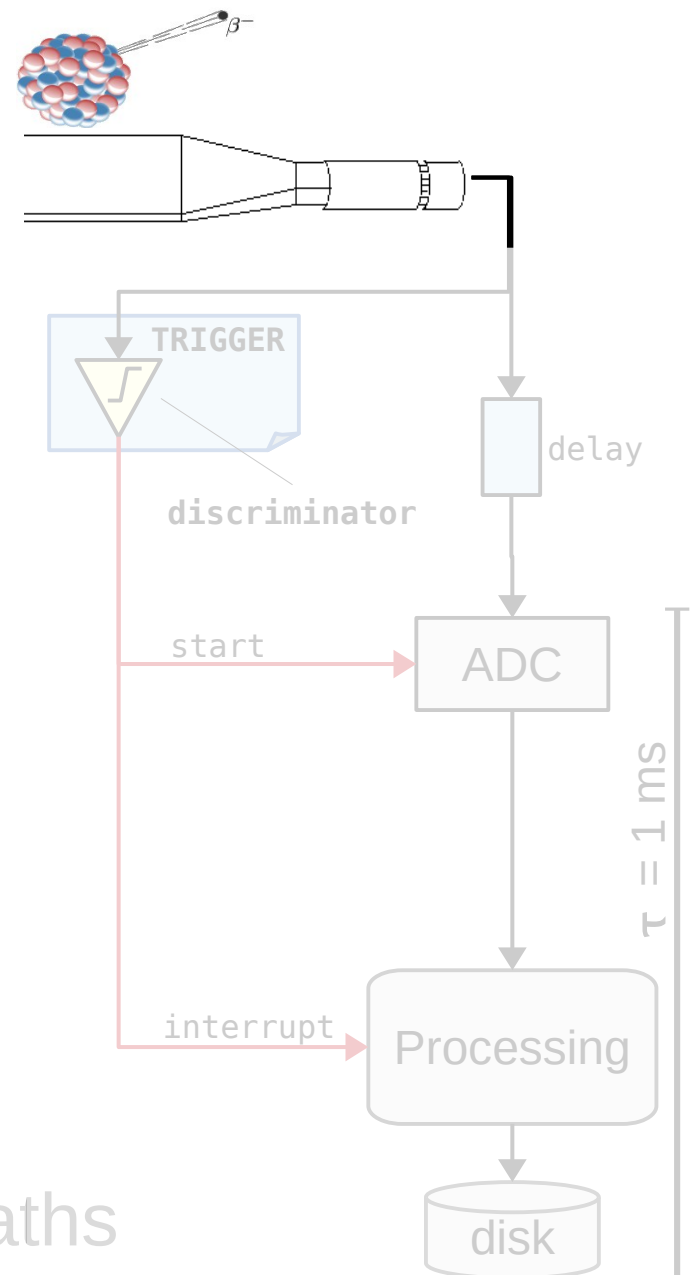 β⁻
TRIGGER
delay
discriminator
start
ADC
τ = 1 ms
interrupt
Processing
aths
disk